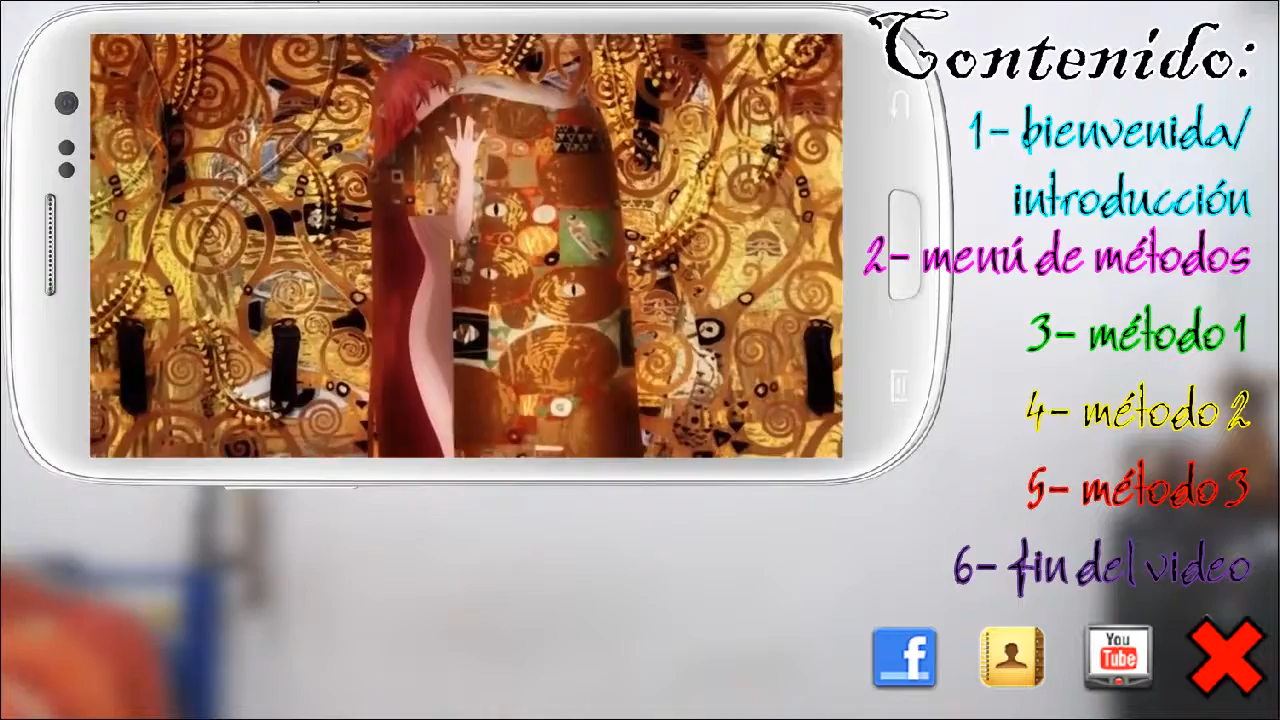 Contenido:
1- bienvenida/
introducción
2- menú de métodos
3- método 1
4- método 2
5- método 3
6- fin del video
f
You
Tube